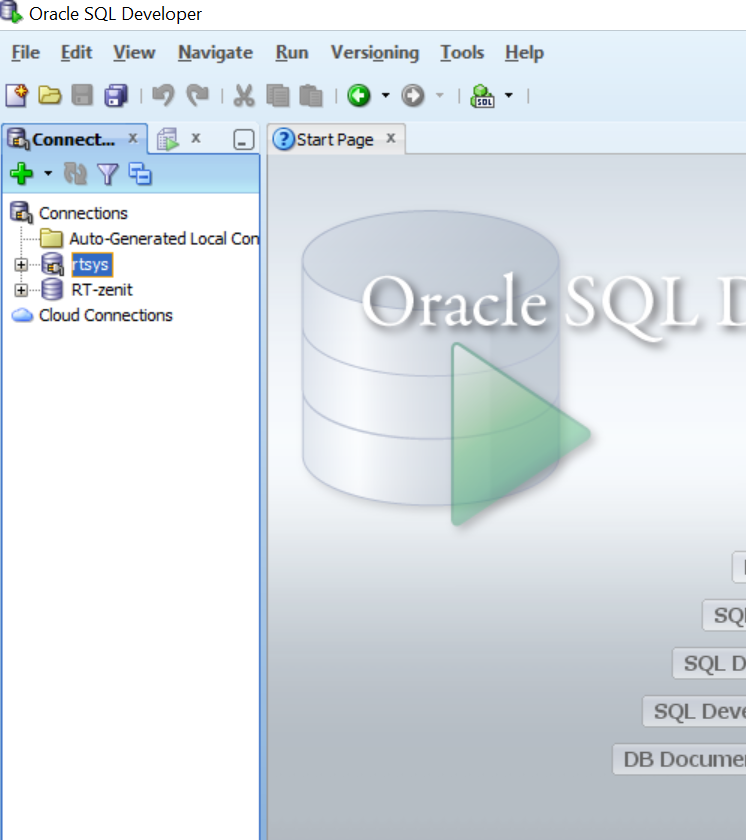 Oracle SQL Developer
File Edit View Navigate Run Versioning Tools Help
SQL
Connect... x x
Start Page x
Connections
Auto-Generated Local Con
rtsys
RT-zenit
Cloud Connections
Oracle SQL D
SQL
SQL D
SQL Deve
DB Documen